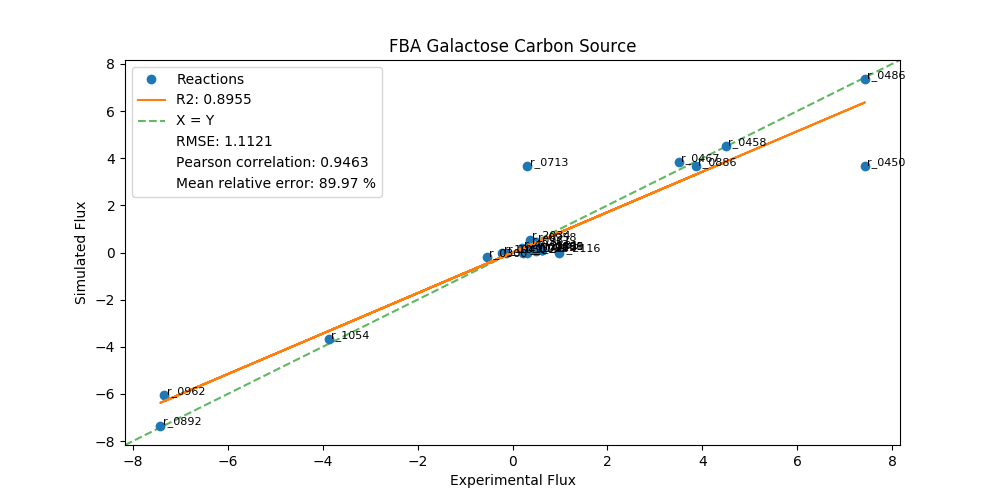 FBA Galactose Carbon Source
Reactions
R2: 0.8955
X = Y
RMSE: 1.1121
Pearson correlation: 0.9463
Mean relative error: 89.97 %
r_0486
r_0458
r_0467
r_0886
r_0450
r_0713
r_1054
r_0962
r_0892
8
6
4
2
0
−2
−4
−6
−8
Simulated Flux
−8
−6
−4
−2
0
2
4
6
8
Experimental Flux